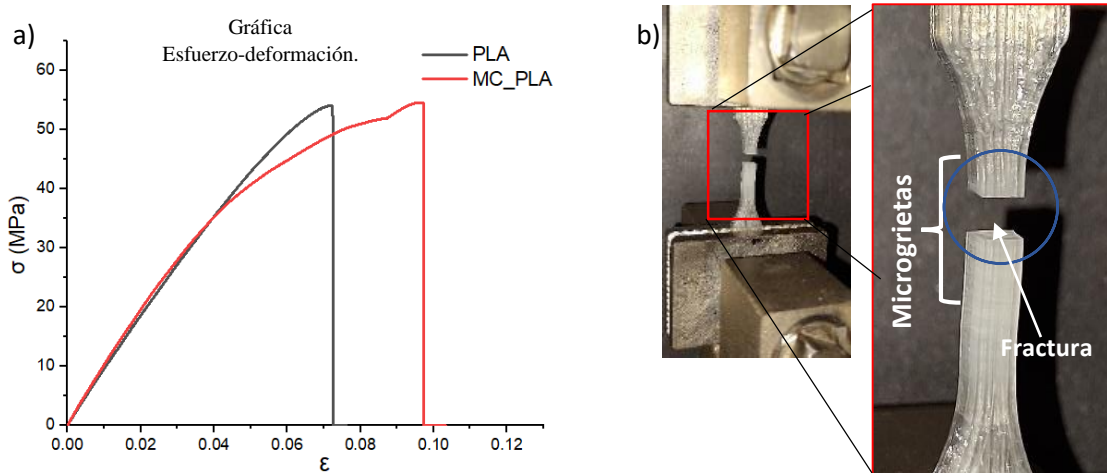 a)
Gráfica
Esfuerzo-deformación.
PLA
MC_PLA
60
50
40
30
20
10
0
σ (MPa)
0.00 0.02 0.04 0.06 0.08 0.10 0.12
ε
b)
Microgrietas
Fractura